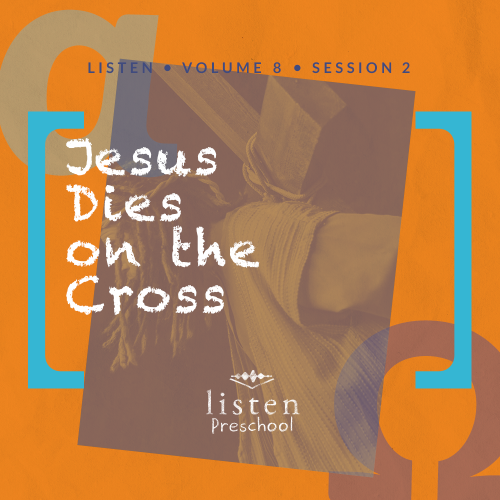 LISTEN • VOLUME 8 • SESSION 2
Jesus
Dies
on the
Cross
listen
Preschool